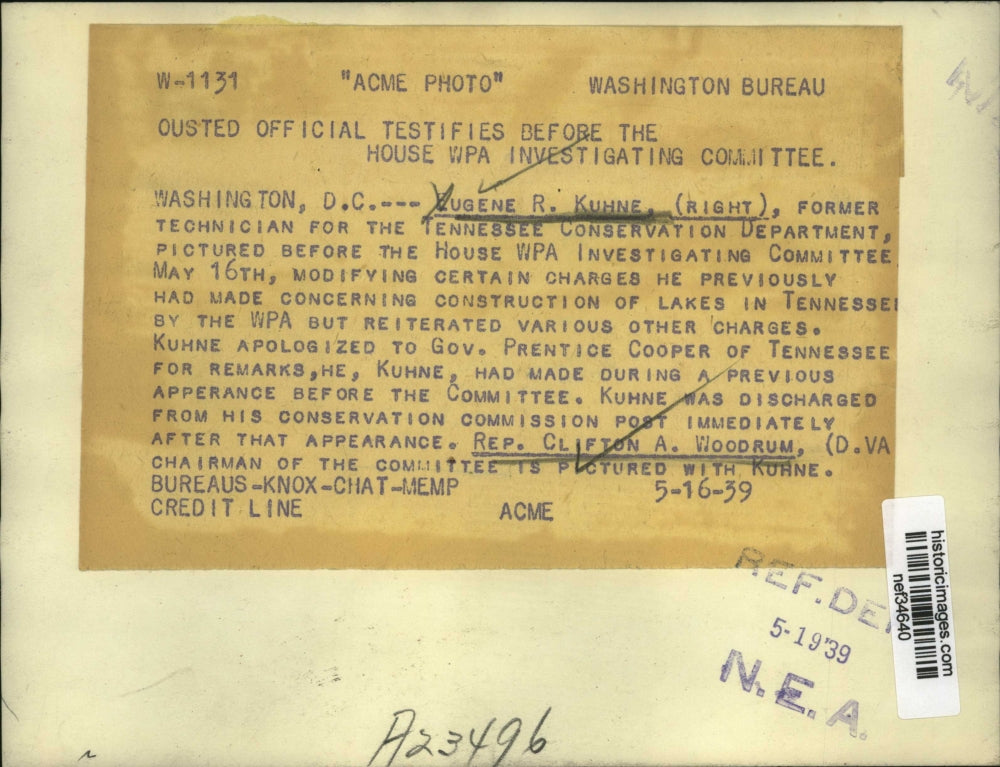 W-1131 "ACME PHOTO" WASHINGTON BUREAU
OUSTED OFFICIAL TESTIFIES BEFORE THE
HOUSE WPA INVESTIGATING COMMITTEE.
WASHINGTON, D.C.--- EUGENE R. KUHNE, (RIGHT), FORMER
TECHNICIAN FOR THE TENNESSEE CONSERVATION DEPARTMENT,
PICTURED BEFORE THE HOUSE WPA INVESTIGATING COMMITTEE
MAY 16TH, MODIFYING CERTAIN CHARGES HE PREVIOUSLY
HAD MADE CONCERNING CONSTRUCTION OF LAKES IN TENNESSEE
BY THE WPA BUT REITERATED VARIOUS OTHER CHARGES.
KUHNE APOLOGIZED TO GOV. PRENTICE COOPER OF TENNESSEE
FOR REMARKS,HE, KUHNE, HAD MADE DURING A PREVIOUS
APPERANCE BEFORE THE COMMITTEE. KUHNE WAS DISCHARGED
FROM HIS CONSERVATION COMMISSION POST IMMEDIATELY
AFTER THAT APPEARANCE. REP. CLIFTON A. WOODRUM, (D.VA
CHAIRMAN OF THE COMMITTEE IS PICTURED WITH KUHNE.
BUREAUS-KNOX-CHAT-MEMP 5-16-39
CREDIT LINE ACME
historicimages.com
nef34640
REF.DE
5-19 39
N.E.A.
A23496